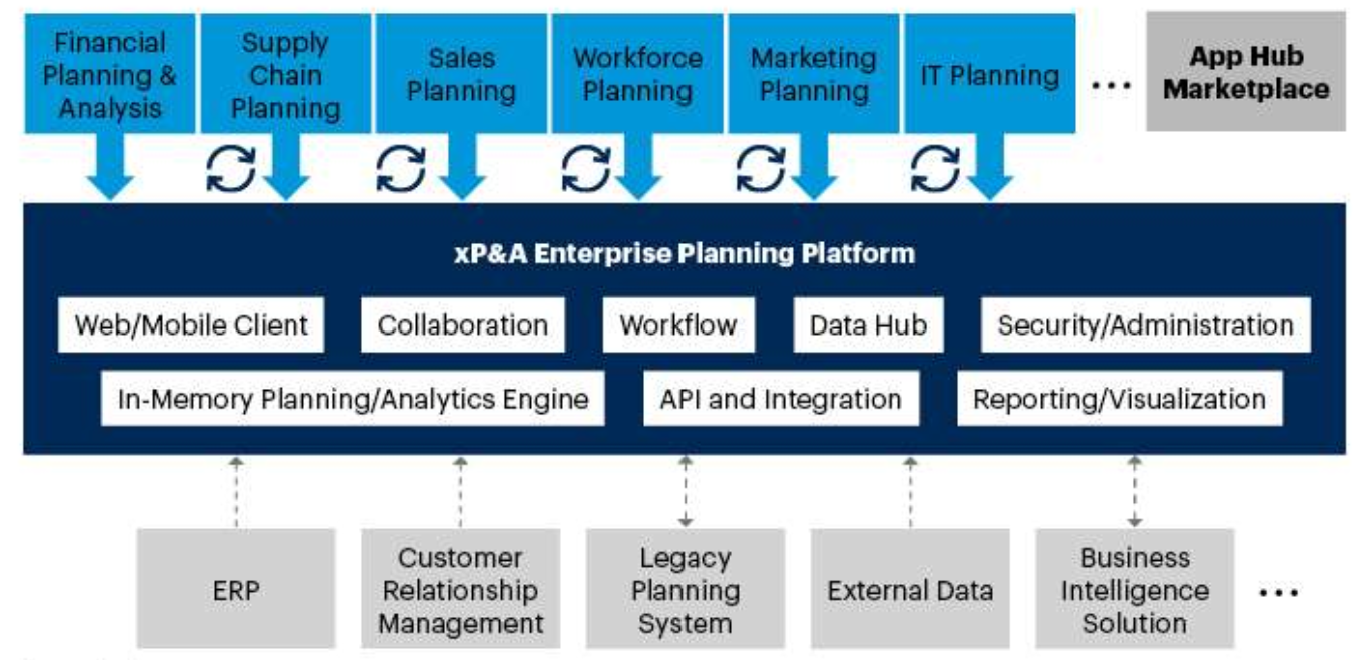 Financial
Planning &
Analysis
Supply
Chain
Planning
Sales
Planning
Workforce
Planning
Marketing
Planning
IT Planning
...
App Hub
Marketplace
xP&A Enterprise Planning Platform
Web/Mobile Client
Collaboration
Workflow
Data Hub
Security/Administration
In-Memory Planning/Analytics Engine
API and Integration
Reporting/Visualization
ERP
Customer
Relationship
Management
Legacy
Planning
System
External Data
Business
Intelligence
Solution
...